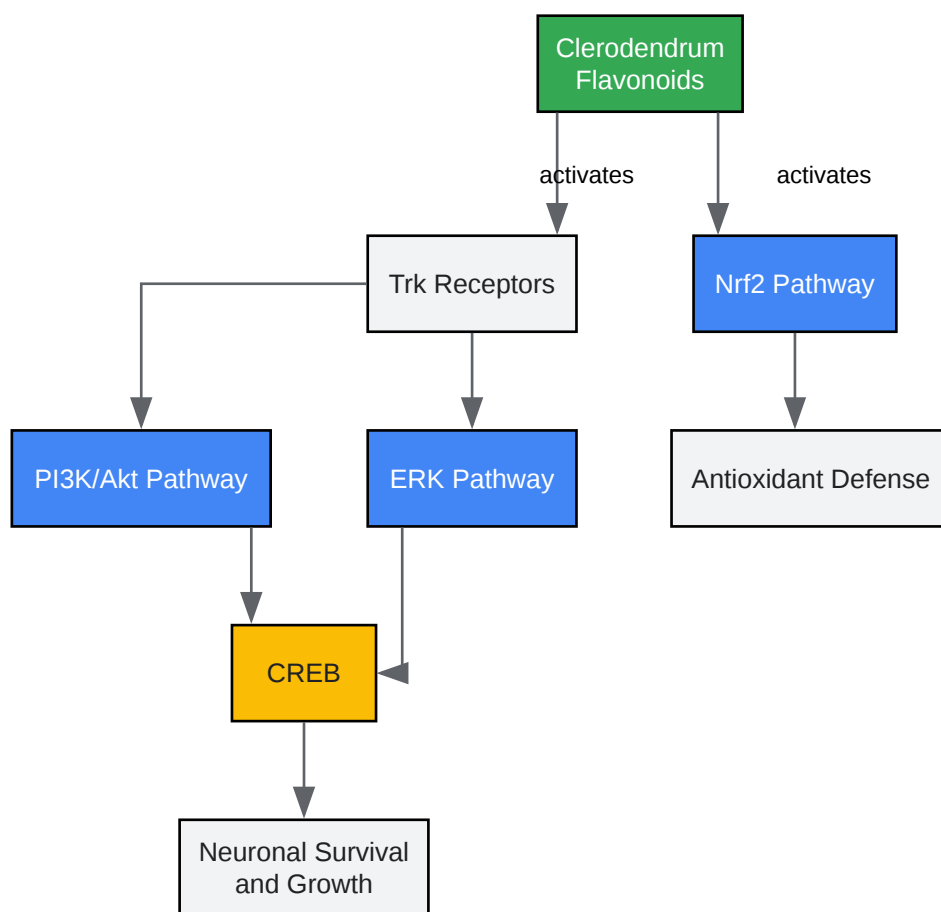 Clerodendrum
Flavonoids
activates
activates
Trk Receptors
Nrf2 Pathway
PI3K/Akt Pathway
ERK Pathway
Antioxidant Defense
CREB
Neuronal Survival
and Growth